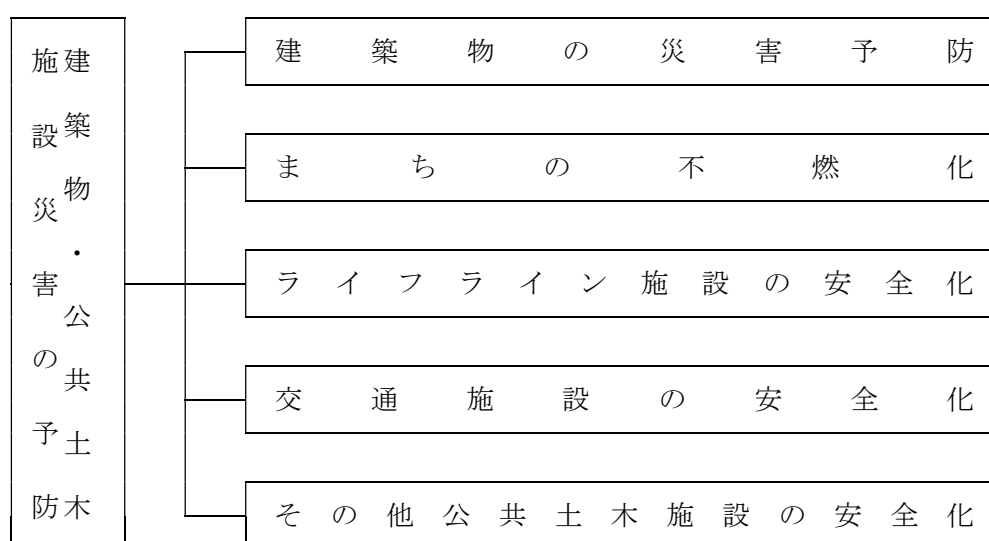 建築物・公共土木
施設災害の予防
建築物の災害予防
まちの不燃化
ライフライン施設の安全化
交通施設の安全化
その他公共土木施設の安全化